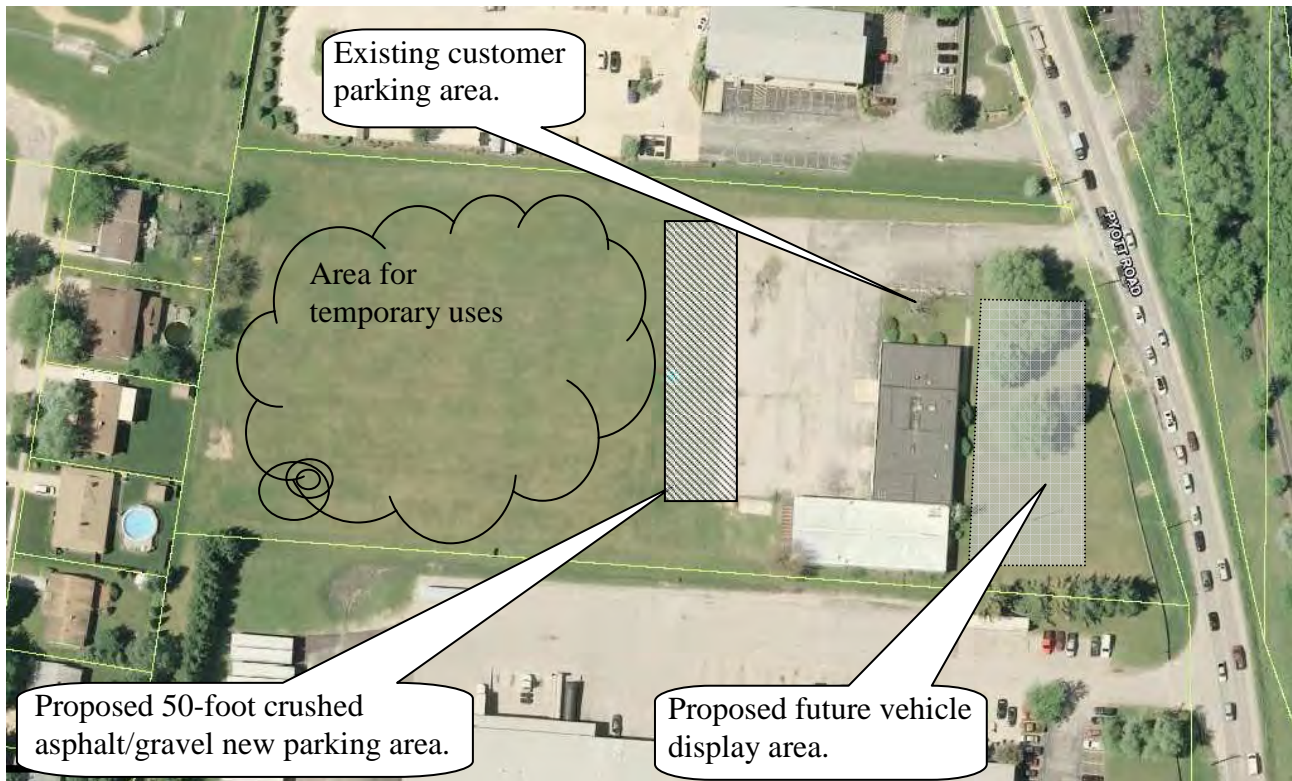 Existing customer
parking area.
Area for
temporary uses
PYOTT ROAD
Proposed 50-foot crushed
asphalt/gravel new parking area.
Proposed future vehicle
display area.